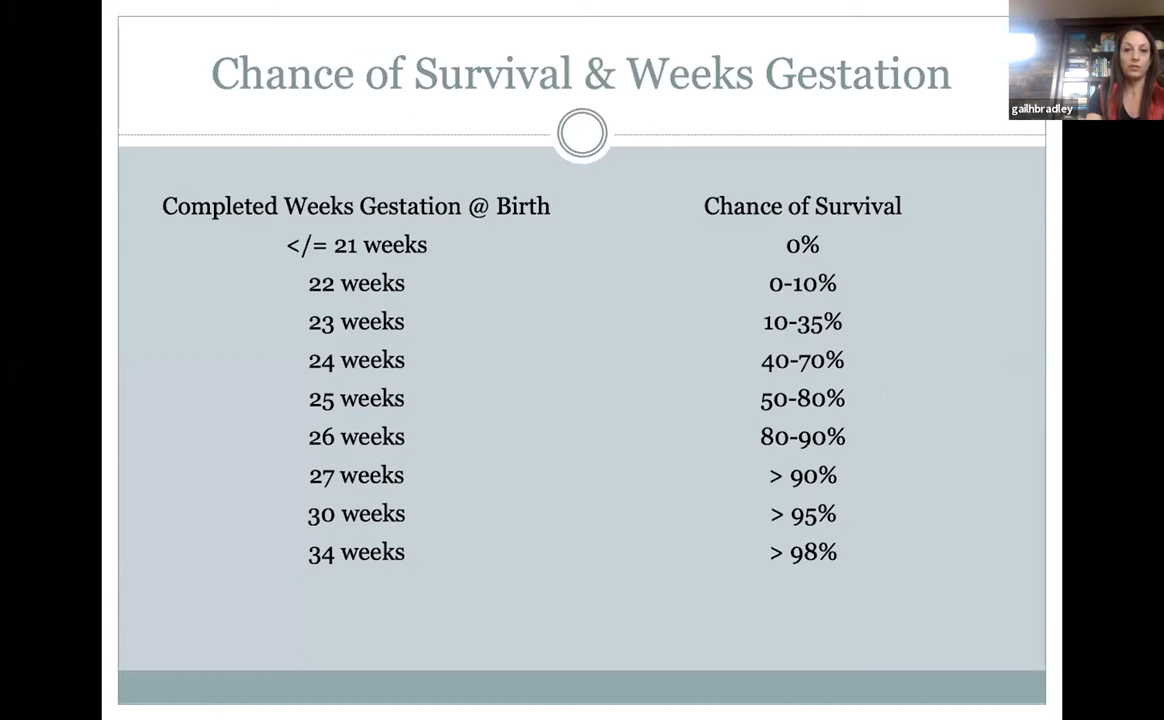 Chance of Survival & Weeks Gestation
gailhbradley
Completed Weeks Gestation @ Birth Chance of Survival
</= 21 weeks 0%
22 weeks 0-10%
23 weeks 10-35%
24 weeks 40-70%
25 weeks 50-80%
26 weeks 80-90%
27 weeks > 90%
30 weeks > 95%
34 weeks > 98%